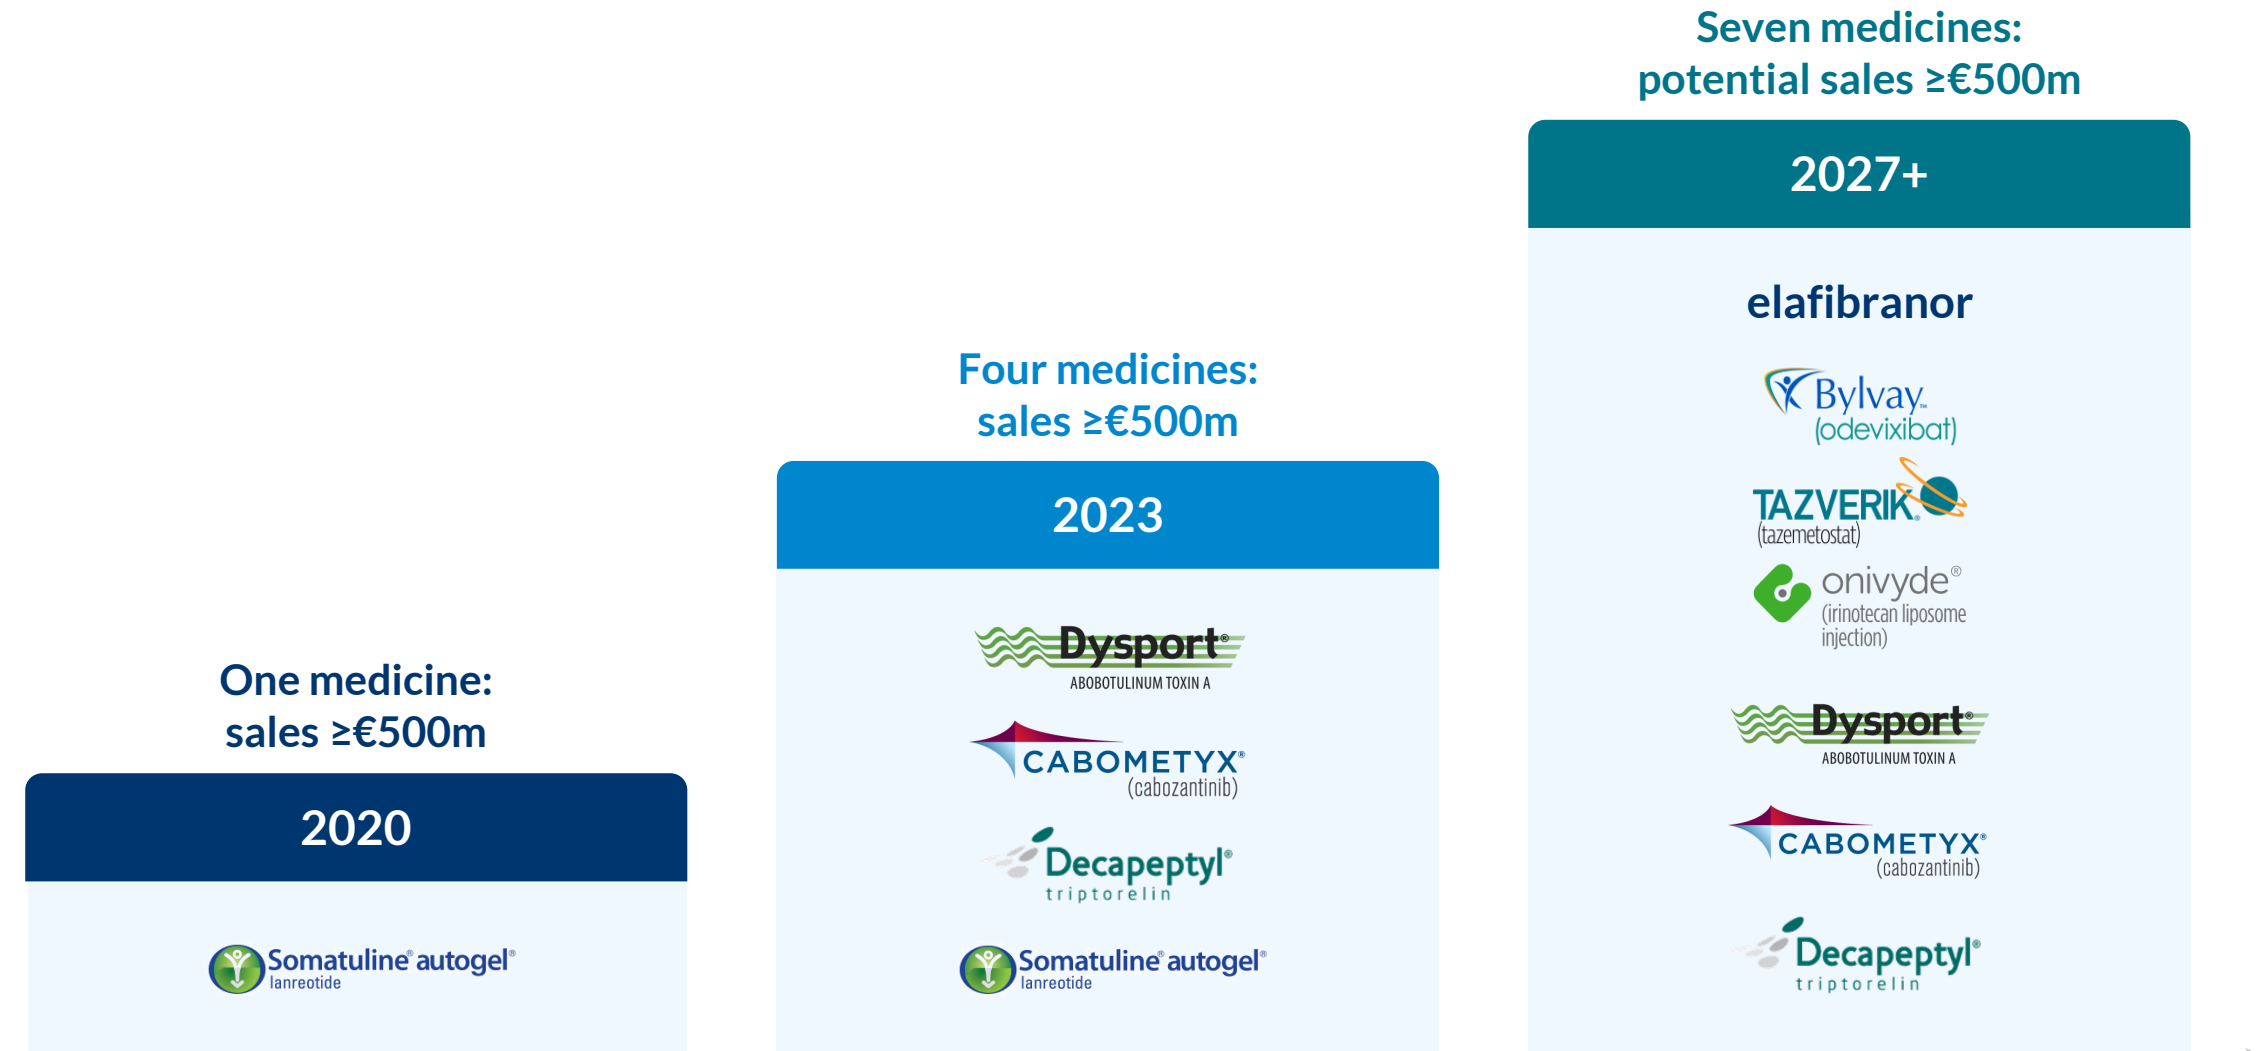 One medicine:
sales ≥€500m
2020
Somatuline® autogel®
lanreotide
Four medicines:
sales ≥€500m
2023
Dysport®
ABOBOTULINUM TOXIN A
CABOMETYX®
(cabozantinib)
Decapeptyl®
triptorelin
Somatuline® autogel®
lanreotide
Seven medicines:
potential sales ≥€500m
2027+
elafibranor
Bylvay™
(odevixibat)
TAZVERIK®
(tazemetostat)
onivyde®
(irinotecan liposome
injection)
Dysport®
ABOBOTULINUM TOXIN A
CABOMETYX®
(cabozantinib)
Decapeptyl®
triptorelin